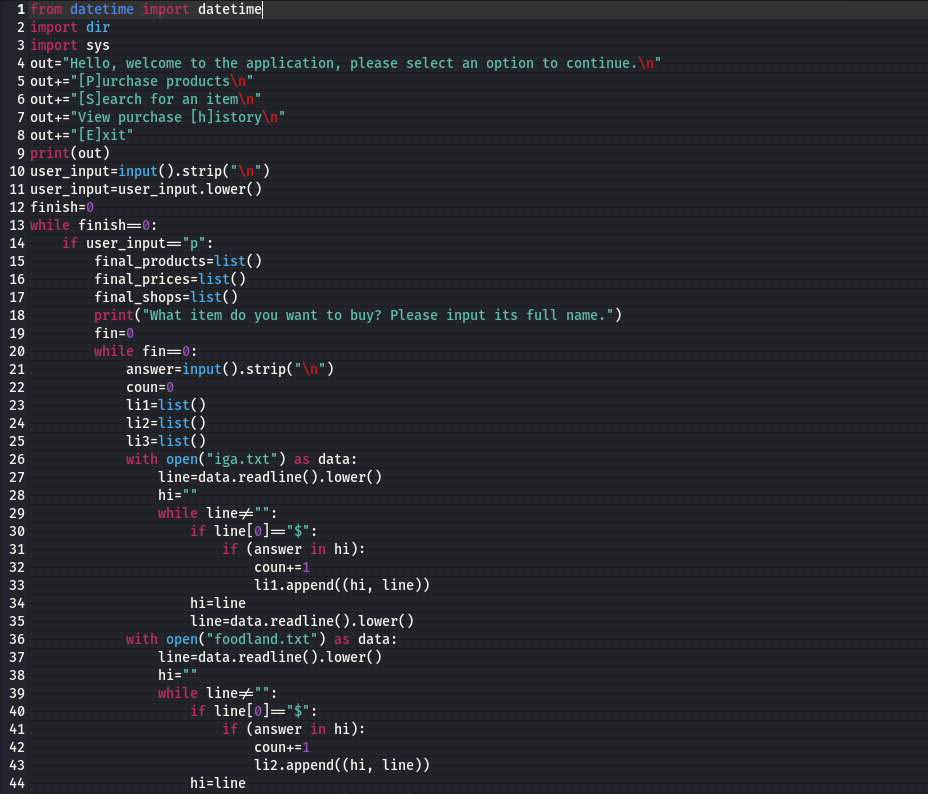 1 from datetime import datetime
2 import dir
3 import sys
4 out="Hello, welcome to the application, please select an option to continue.\n"
5 out+="[P]urchase products\n"
6 out+="[S]earch for an item\n"
7 out+="View purchase [h]istory\n"
8 out+="[E]xit"
9 print(out)
10 user_input=input().strip("\n")
11 user_input=user_input.lower()
12 finish=0
13 while finish==0:
14     if user_input=="p":
15         final_products=list()
16         final_prices=list()
17         final_shops=list()
18         print("What item do you want to buy? Please input its full name.")
19         fin=0
20         while fin==0:
21             answer=input().strip("\n")
22             coun=0
23             li1=list()
24             li2=list()
25             li3=list()
26             with open("iga.txt") as data:
27                 line=data.readline().lower()
28                 hi=""
29                 while line!="":
30                     if line[0]=="$":
31                         if (answer in hi):
32                             coun+=1
33                             li1.append((hi, line))
34                     hi=line
35                     line=data.readline().lower()
36             with open("foodland.txt") as data:
37                 line=data.readline().lower()
38                 hi=""
39                 while line!="":
40                     if line[0]=="$":
41                         if (answer in hi):
42                             coun+=1
43                             li2.append((hi, line))
44                     hi=line